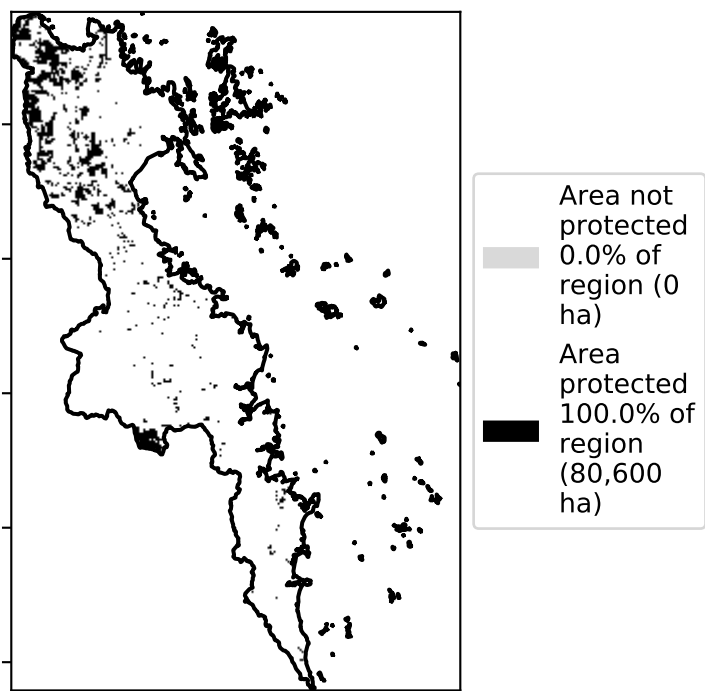 Area not
protected
0.0% of
region (0
ha)
Area
protected
100.0% of
region
(80,600
ha)